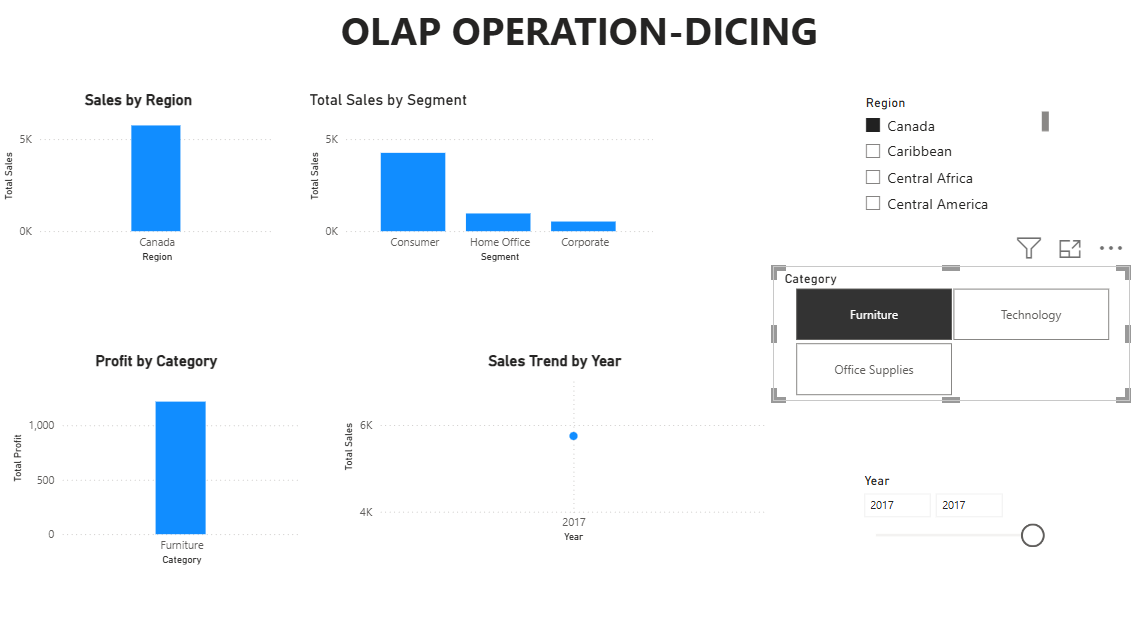 OLAP OPERATION-DICING
Sales by Region
5K
0K
Total Sales
Canada
Region
Total Sales by Segment
5K
0K
Total Sales
Consumer
Home Office
Corporate
Segment
Region
Canada
Caribbean
Central Africa
Central America
Category
Furniture
Technology
Office Supplies
Profit by Category
1,000
500
0
Total Profit
Furniture
Category
Sales Trend by Year
6K
4K
Total Sales
2017
Year
Year
2017
2017